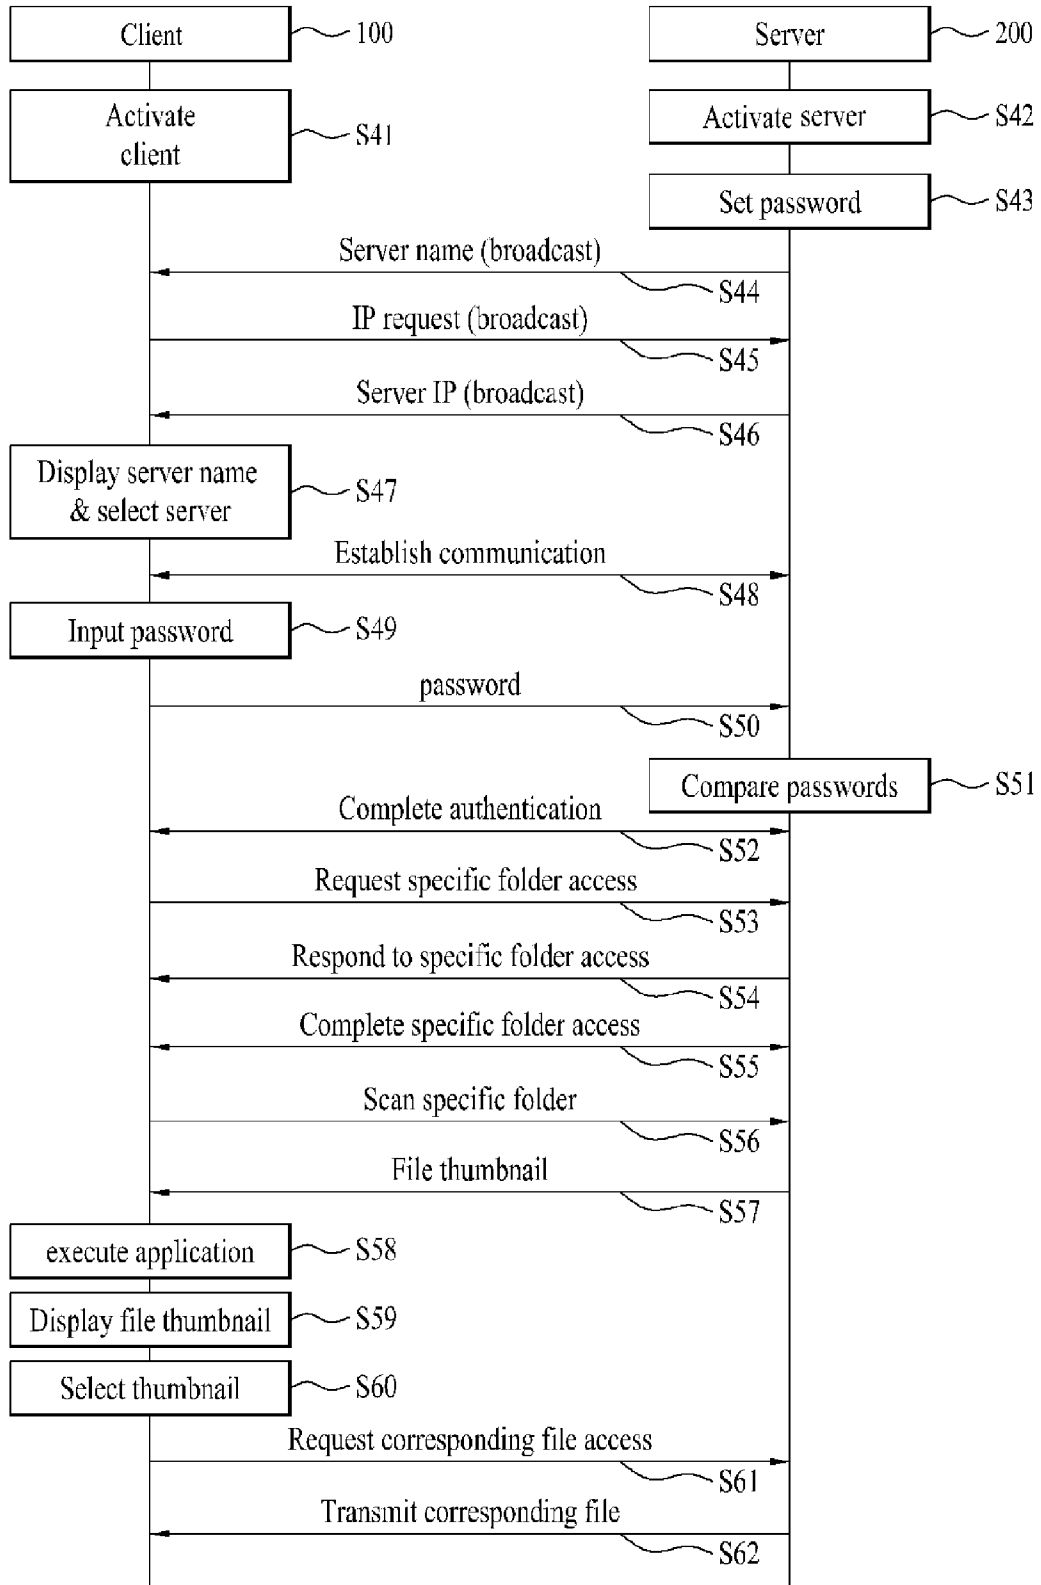 Client
100
Server
200
Activate
client
S41
Activate server
S42
Set password
S43
Server name (broadcast)
S44
IP request (broadcast)
S45
Server IP (broadcast)
S46
Display server name
& select server
S47
Establish communication
S48
Input password
S49
password
S50
Compare passwords
S51
Complete authentication
S52
Request specific folder access
S53
Respond to specific folder access
S54
Complete specific folder access
S55
Scan specific folder
S56
File thumbnail
S57
execute application
S58
Display file thumbnail
S59
Select thumbnail
S60
Request corresponding file access
S61
Transmit corresponding file
S62